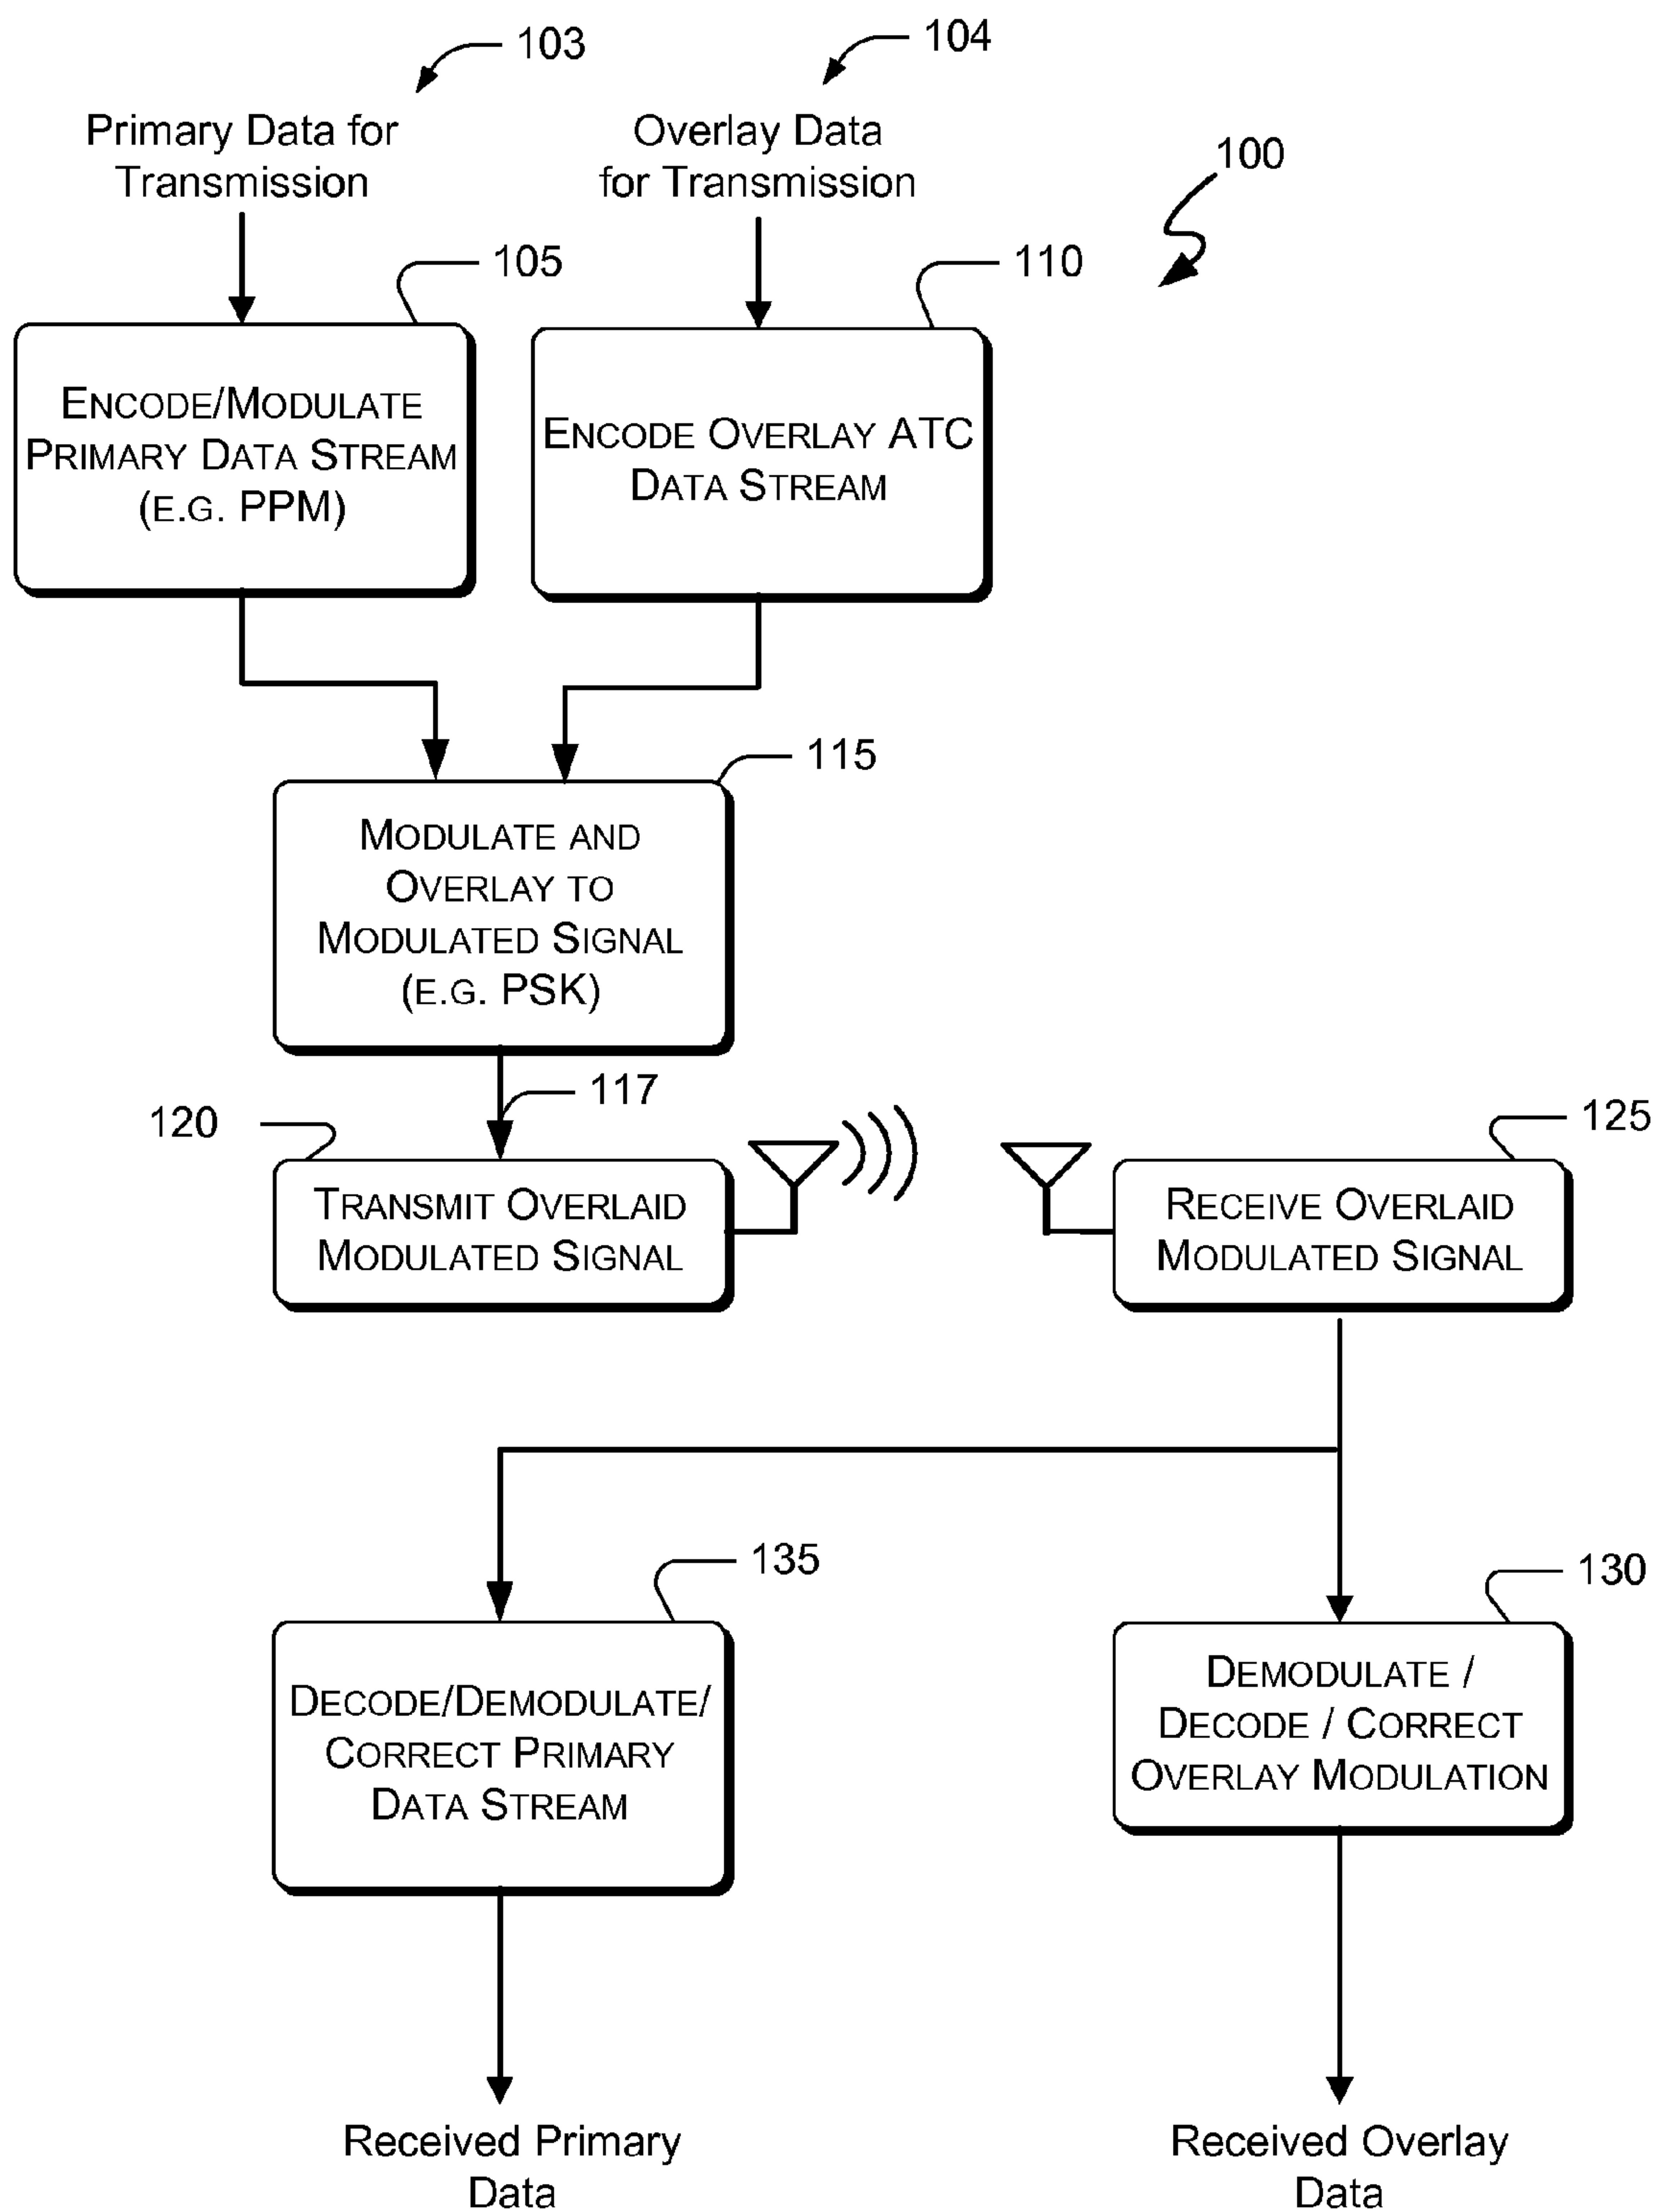 103
104
Primary Data for
Transmission
Overlay Data
for Transmission
100
105
110
ENCODE/MODULATE
PRIMARY DATA STREAM
(E.G. PPM)
ENCODE OVERLAY ATC
DATA STREAM
115
MODULATE AND
OVERLAY TO
MODULATED SIGNAL
(E.G. PSK)
117
120
125
TRANSMIT OVERLAID
MODULATED SIGNAL
RECEIVE OVERLAID
MODULATED SIGNAL
135
130
DECODE/DEMODULATE/
CORRECT PRIMARY
DATA STREAM
DEMODULATE /
DECODE / CORRECT
OVERLAY MODULATION
Received Primary
Data
Received Overlay
Data